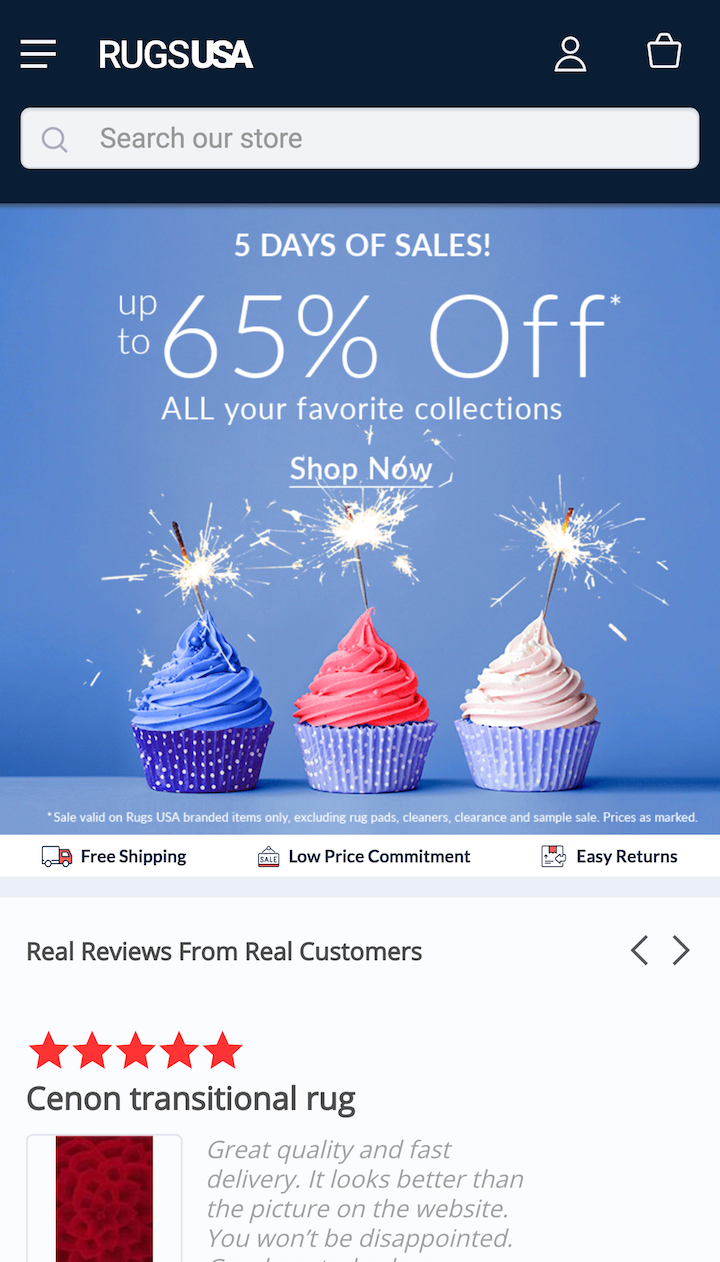 RUGSUSA
Search our store
5 DAYS OF SALES!
up to 65% Off*
ALL your favorite collections
Shop Now
*Sale valid on Rugs USA branded items only, excluding rug pads, cleaners, clearance and sample sale. Prices as marked.
Free Shipping
SALE
Low Price Commitment
Easy Returns
Real Reviews From Real Customers
Cenon transitional rug
Great quality and fast
delivery. It looks better than
the picture on the website.
You won't be disappointed.